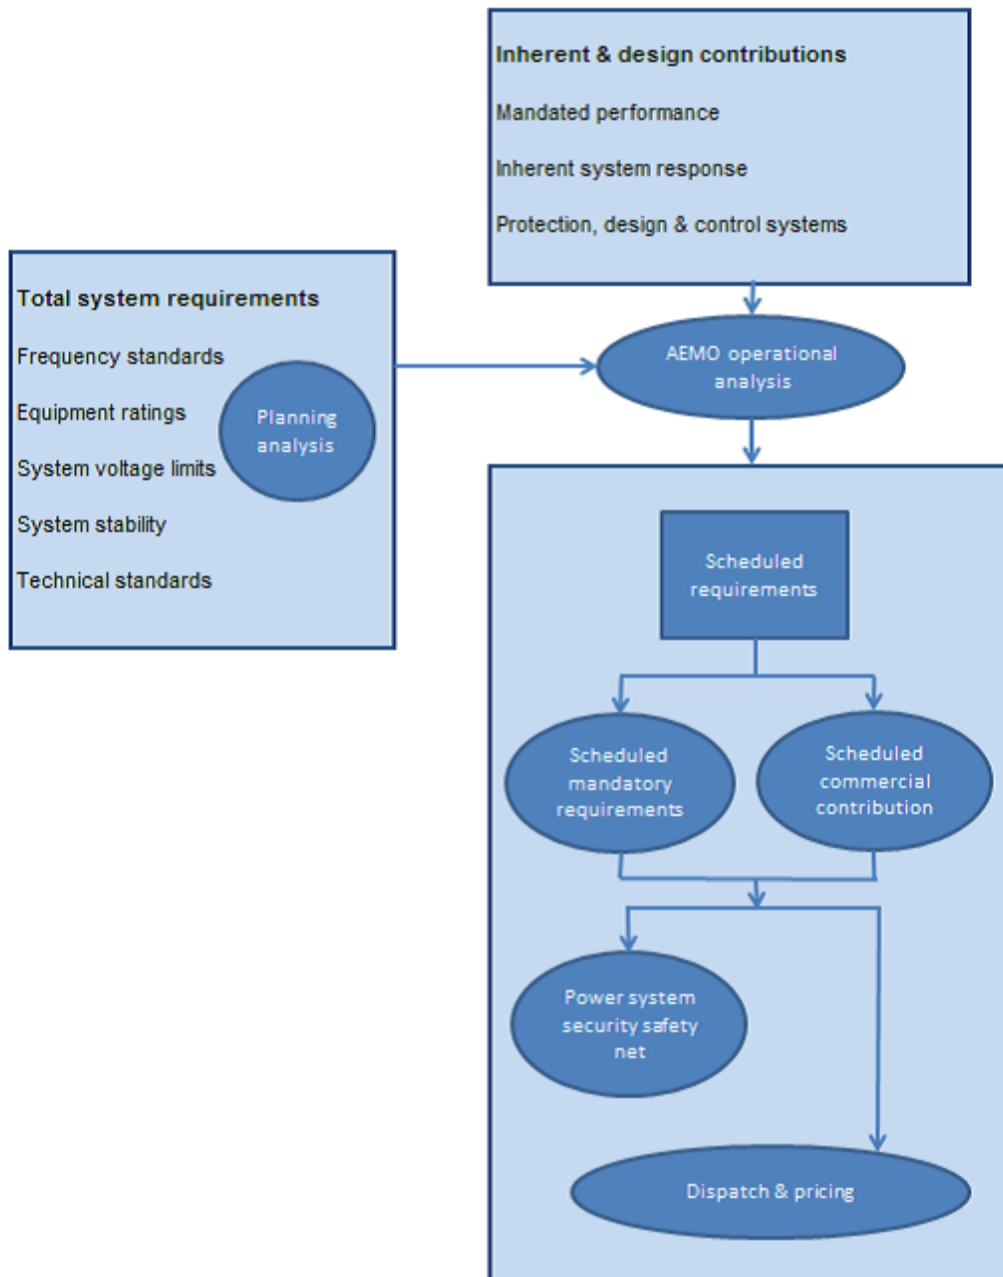 Inherent & design contributions
Mandated performance
Inherent system response
Protection, design & control systems
Total system requirements
Frequency standards
Equipment ratings
System voltage limits
System stability
Technical standards
Planning
analysis
AEMO operational
analysis
Scheduled
requirements
Scheduled
mandatory
requirements
Scheduled
commercial
contribution
Power system
security safety
net
Dispatch & pricing